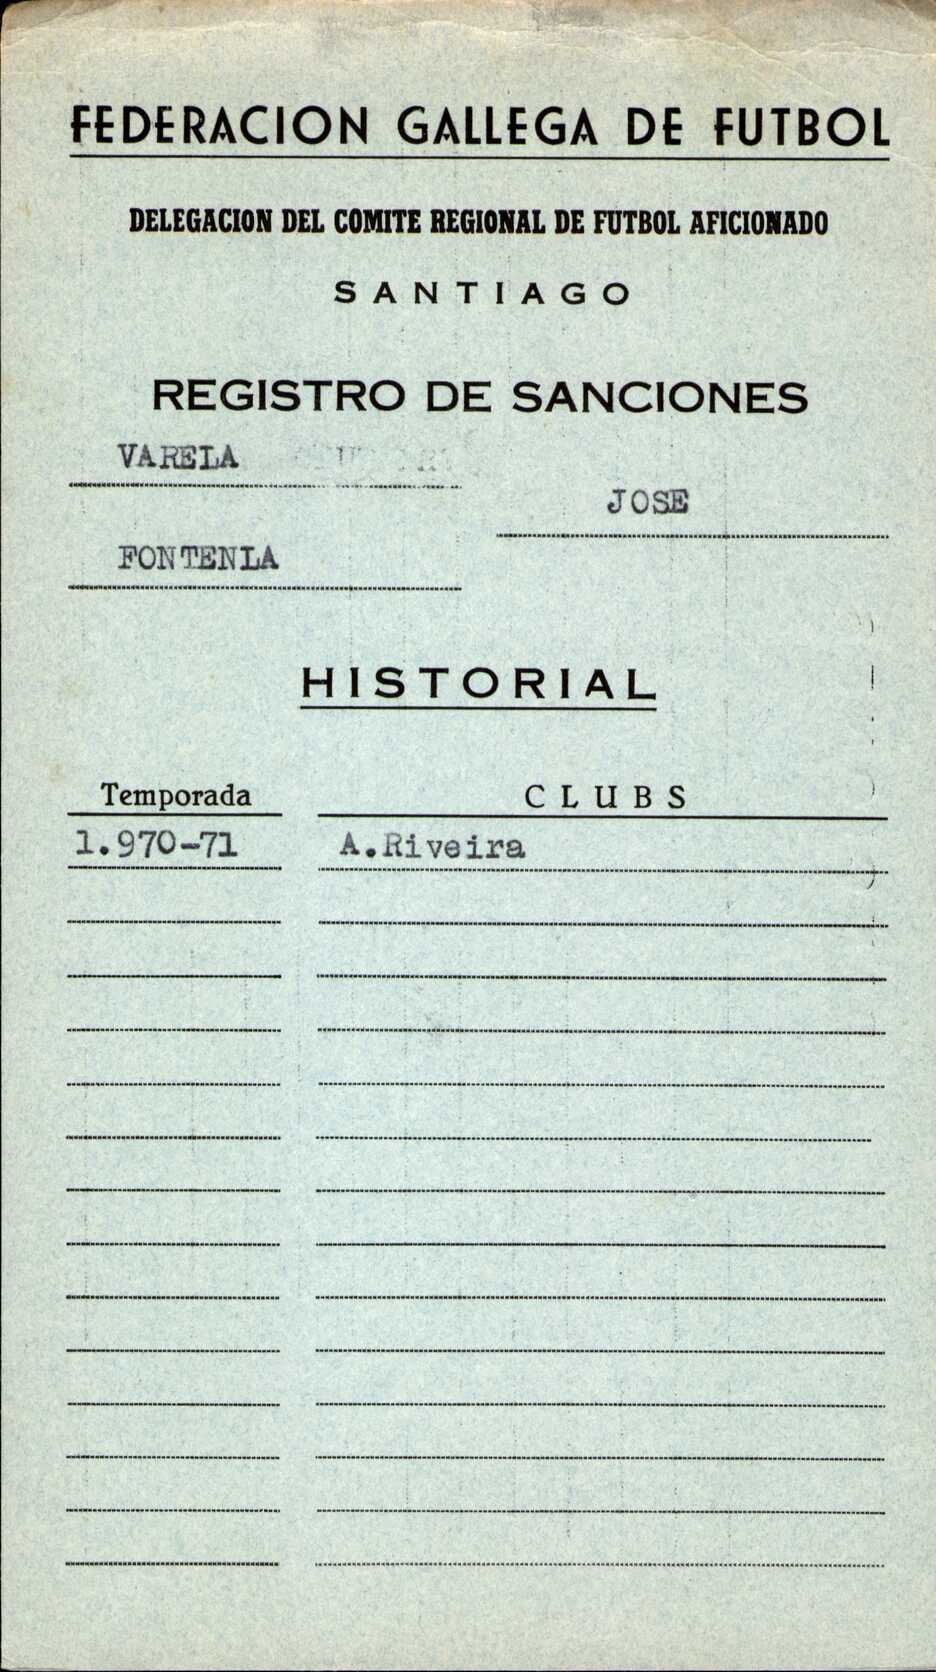 FEDERACION GALLEGA DE FUTBOL
DELEGACION DEL COMITE REGIONAL DE FUTBOL AFICIONADO
SANTIAGO
REGISTRO DE SANCIONES
VARELA
JOSE
FONTENLA
HISTORIAL
Temporada CLUBS
1.970-71 A.Riveira